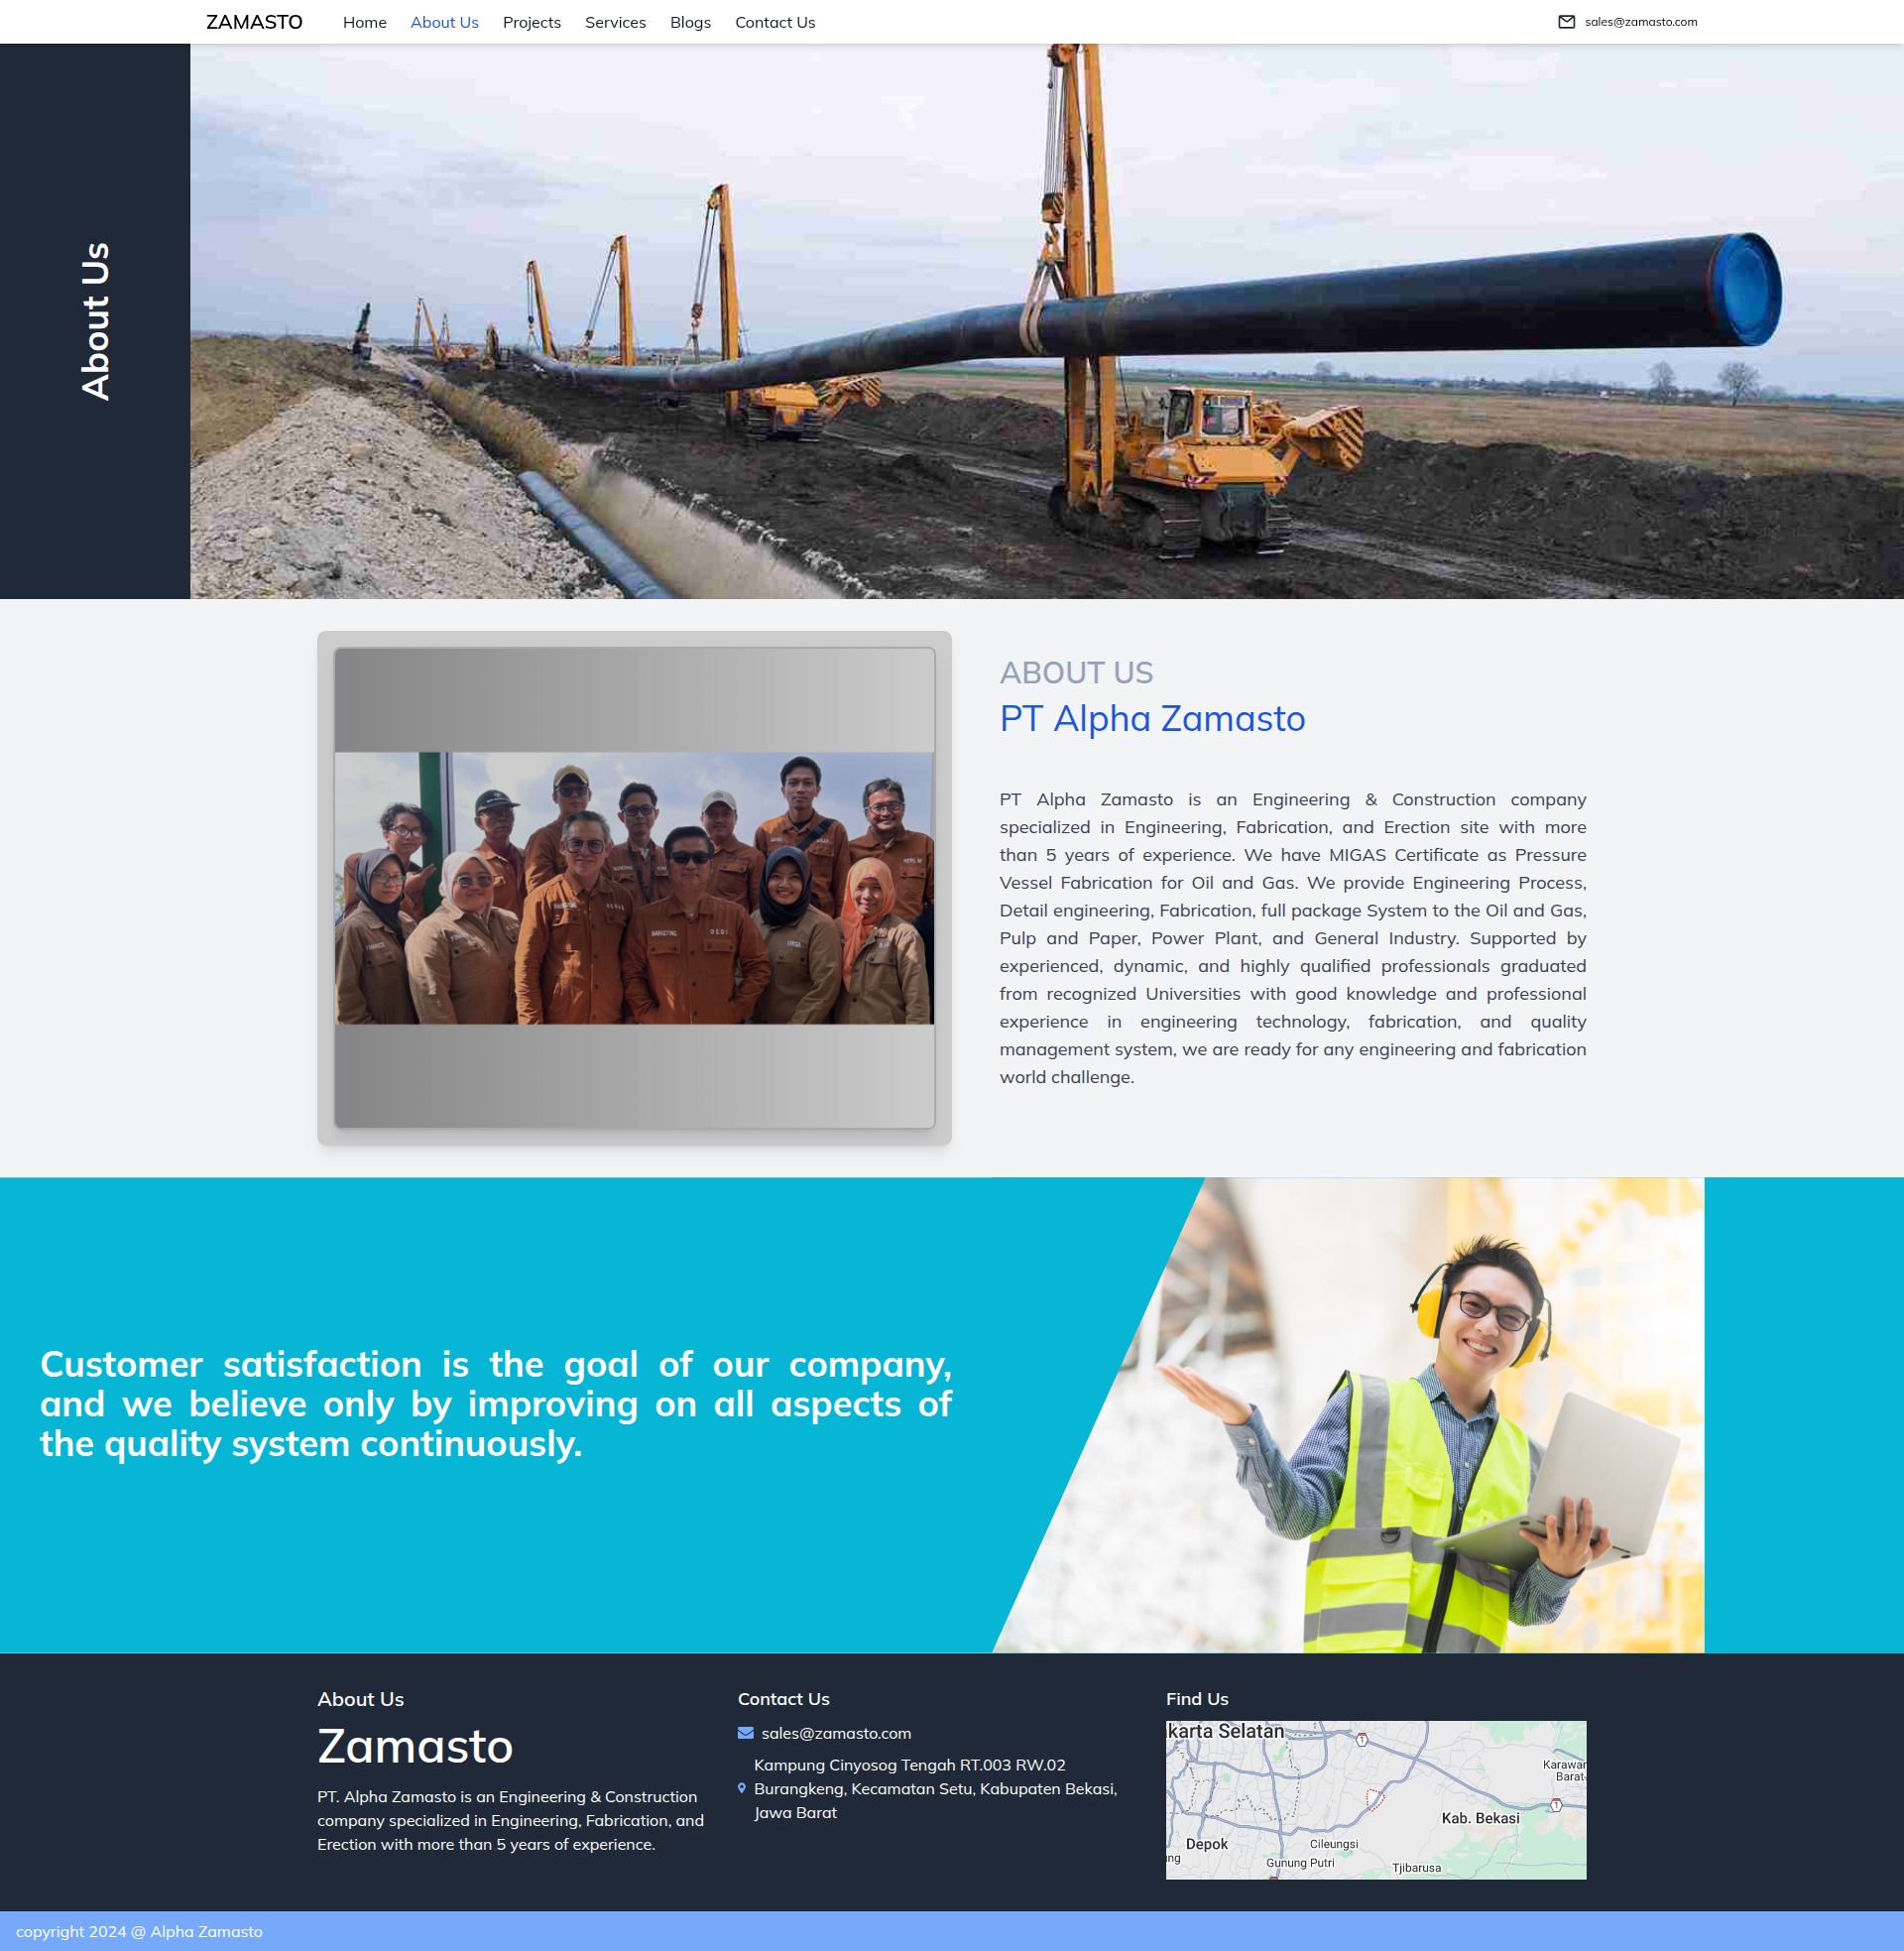 ZAMASTO Home About Us Projects Services Blogs Contact Us sales@zamasto.com
About Us
ABOUT US
PT Alpha Zamasto
PT Alpha Zamasto is an Engineering & Construction company
specialized in Engineering, Fabrication, and Erection site with more
than 5 years of experience. We have MIGAS Certificate as Pressure
Vessel Fabrication for Oil and Gas. We provide Engineering Process,
Detail engineering, Fabrication, full package System to the Oil and Gas,
Pulp and Paper, Power Plant, and General Industry. Supported by
experienced, dynamic, and highly qualified professionals graduated
from recognized Universities with good knowledge and professional
experience in engineering technology, fabrication, and quality
management system, we are ready for any engineering and fabrication
world challenge.
MARKETING DEDI
Customer satisfaction is the goal of our company,
and we believe only by improving on all aspects of
the quality system continuously.
About Us
Zamasto
PT. Alpha Zamasto is an Engineering & Construction
company specialized in Engineering, Fabrication, and
Erection with more than 5 years of experience.
Contact Us
sales@zamasto.com
Kampung Cinyosog Tengah RT.003 RW.02
Burangkeng, Kecamatan Setu, Kabupaten Bekasi,
Jawa Barat
Find Us
karta Selatan
1
Karawan
Barat
1
Kab. Bekasi
Depok
Cileungsi
ng
Gunung Putri
Tjibarusa
copyright 2024 @ Alpha Zamasto